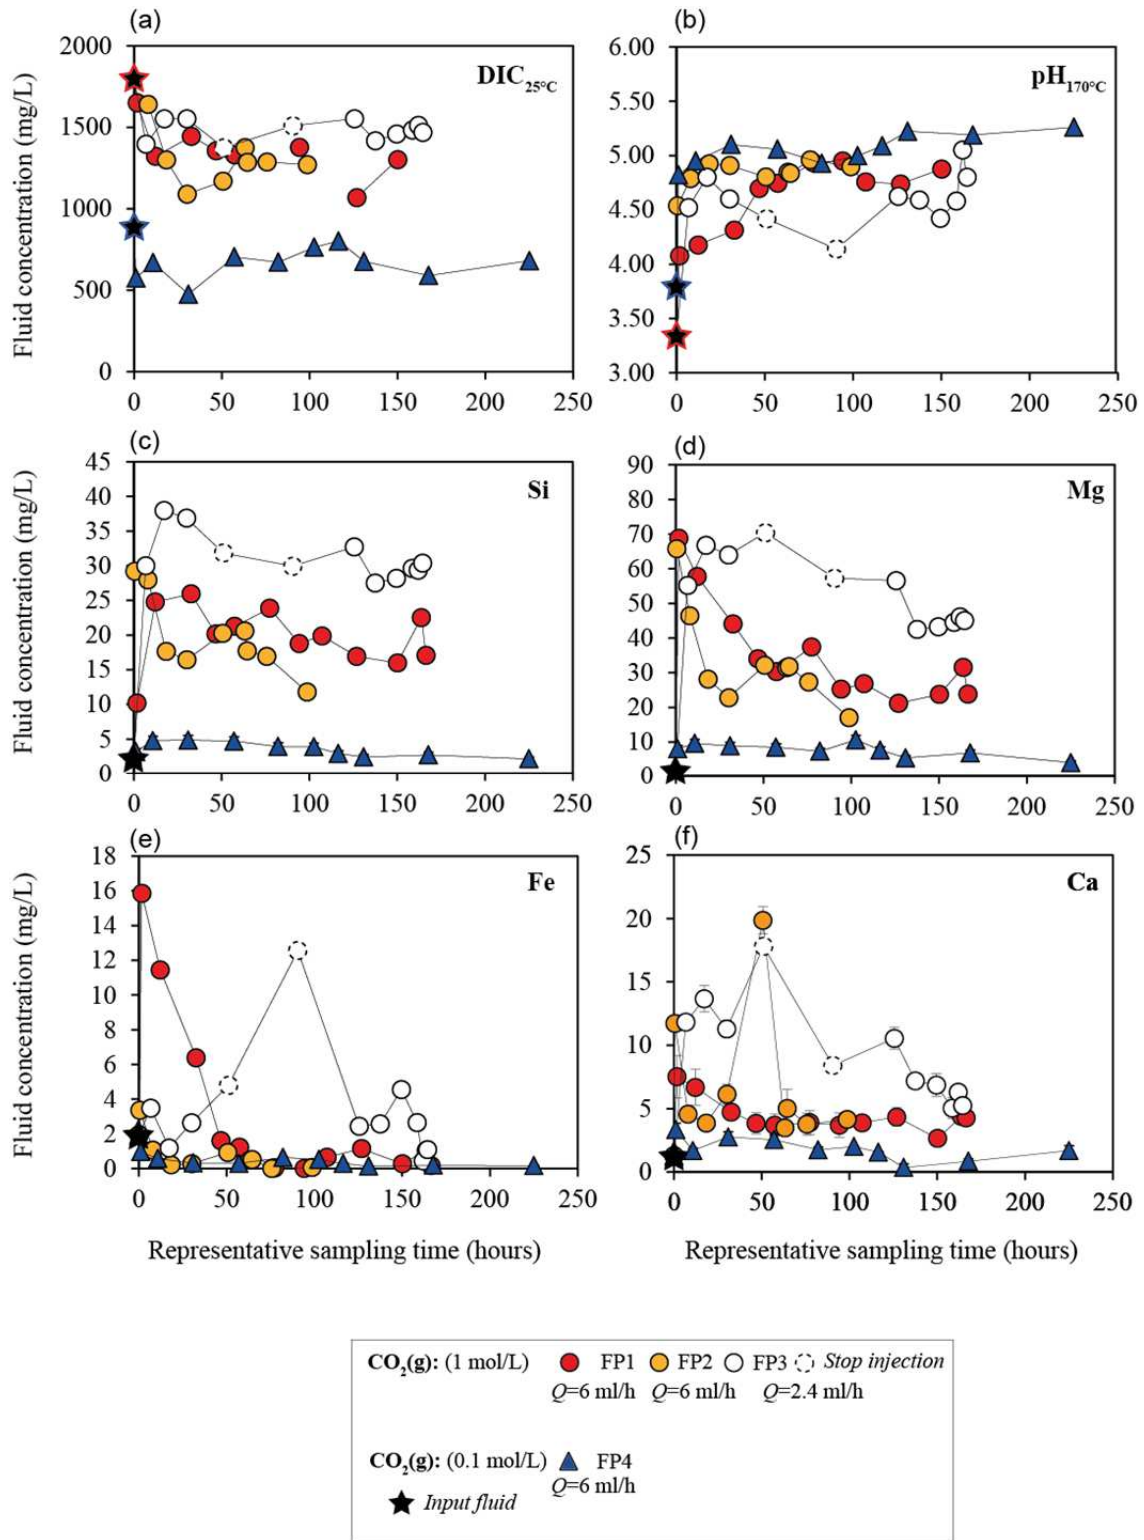 (a)
DIC25°C
Fluid concentration (mg/L)
2000
1500
1000
500
0
0 50 100 150 200 250
(b)
pH170°C
6.00
5.50
5.00
4.50
4.00
3.50
3.00
0 50 100 150 200 250
(c)
Si
Fluid concentration (mg/L)
45
40
35
30
25
20
15
10
5
0
0 50 100 150 200 250
(d)
Mg
90
80
70
60
50
40
30
20
10
0
0 50 100 150 200 250
(e)
Fe
Fluid concentration (mg/L)
18
16
14
12
10
8
6
4
2
0
0 50 100 150 200 250
Representative sampling time (hours)
(f)
Ca
25
20
15
10
5
0
0 50 100 150 200 250
Representative sampling time (hours)
CO2(g): (1 mol/L) FP1 FP2 FP3 Stop injection
Q=6 ml/h Q=6 ml/h Q=2.4 ml/h
CO2(g): (0.1 mol/L) FP4
Q=6 ml/h
Input fluid